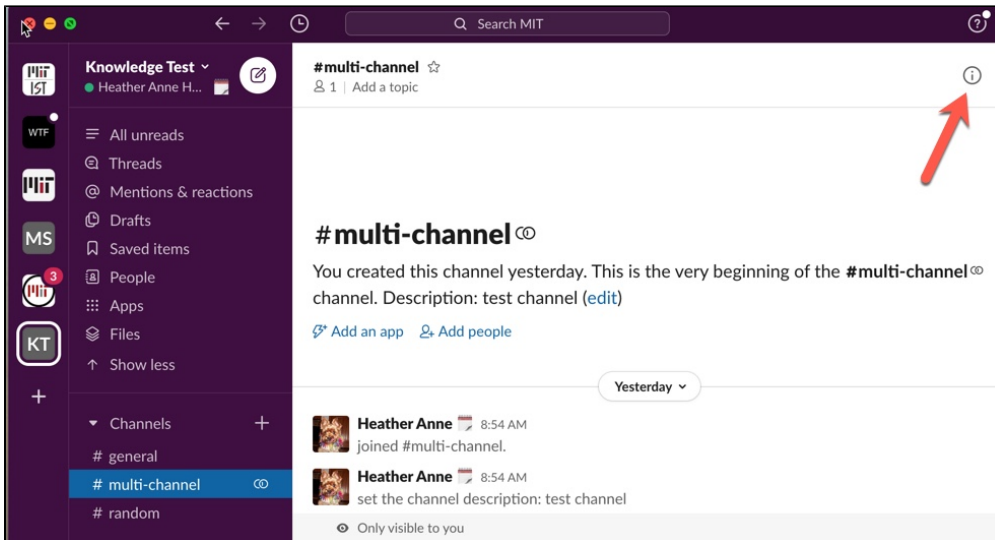 Search MIT
MIT
IST
WTF
MIT
MS
3
MIT
KT
Knowledge Test
Heather Anne H...
All unreads
Threads
@ Mentions & reactions
Drafts
Saved items
People
Apps
Files
Show less
Channels
# general
# multi-channel
# random
#multi-channel
1 | Add a topic
#multi-channel
You created this channel yesterday. This is the very beginning of the #multi-channel
channel. Description: test channel (edit)
Add an app Add people
Yesterday
Heather Anne 8:54 AM
joined #multi-channel.
Heather Anne 8:54 AM
set the channel description: test channel
Only visible to you